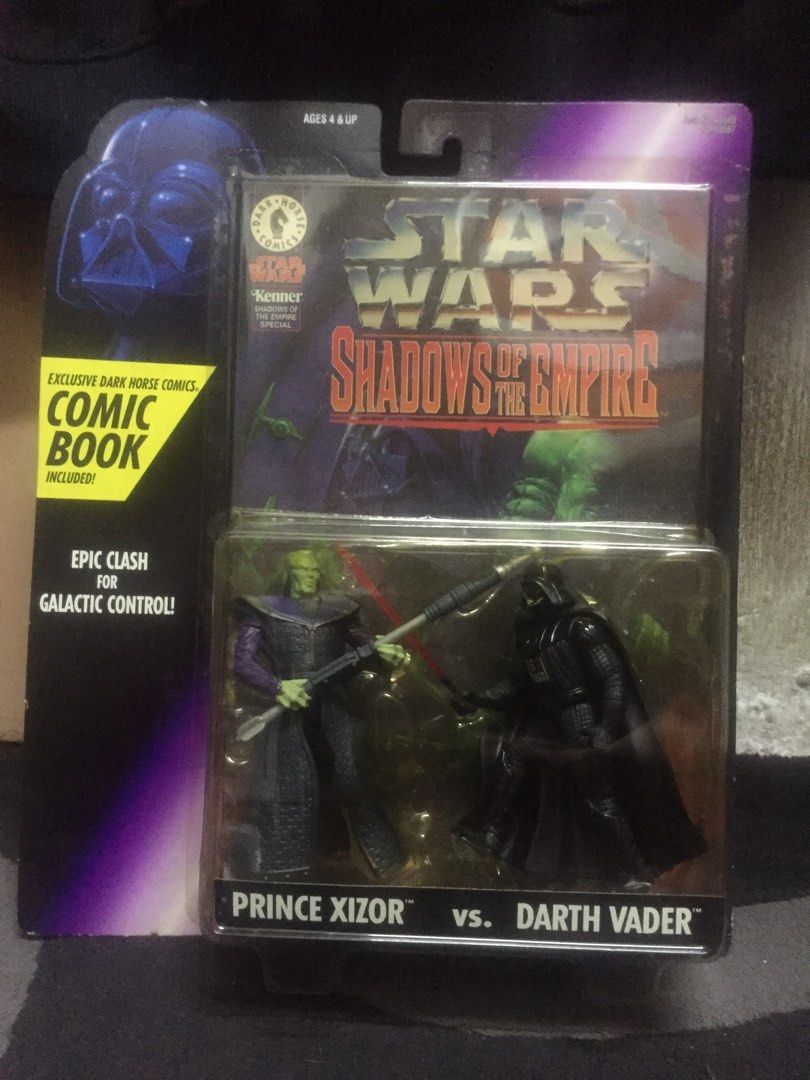 AGES 4 & UP
DARK HORSE
COMICS
STAR
WARS
Kenner
SHADOWS OF
THE EMPIRE
SPECIAL
STAR
WARS
SHADOWS OF THE EMPIRE
EXCLUSIVE DARK HORSE COMICS®
COMIC
BOOK
INCLUDED!
EPIC CLASH
FOR
GALACTIC CONTROL!
PRINCE XIZOR™ vs. DARTH VADER™